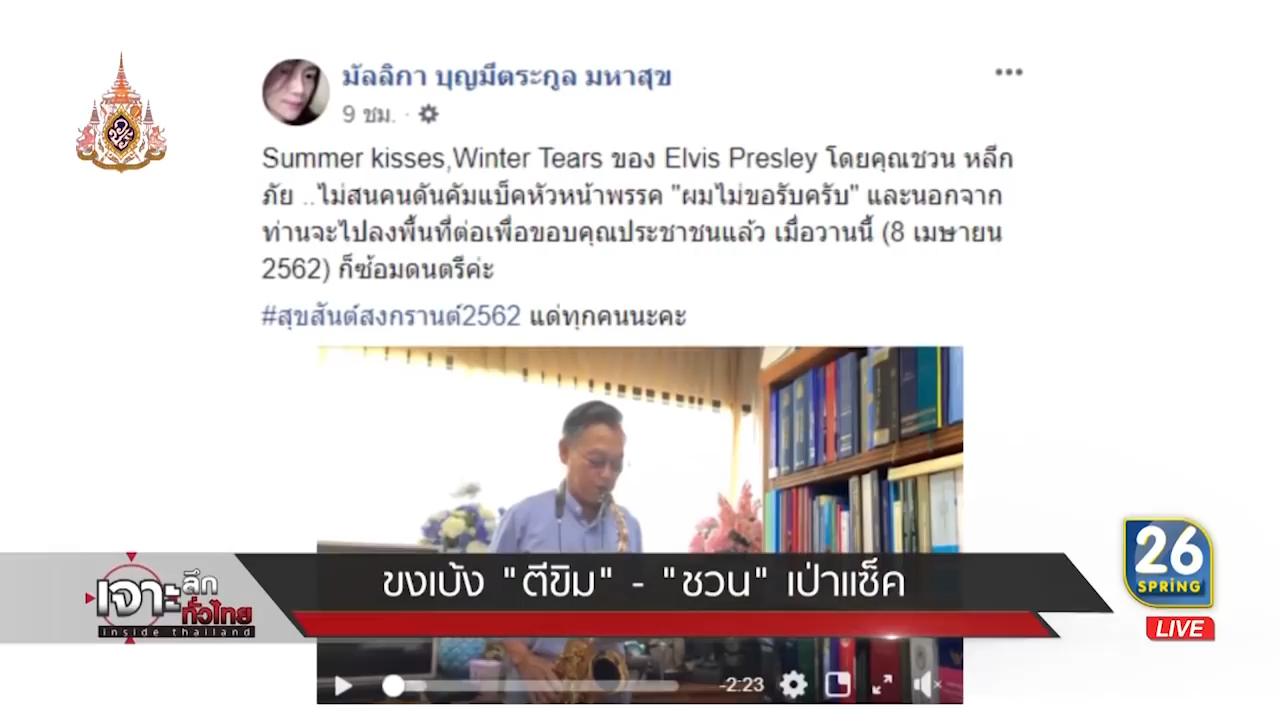 มัลลิกา บุญมีตระกูล มหาสุข
9 ชม. ·
Summer kisses,Winter Tears ของ Elvis Presley โดยคุณชวน หลีก
ภัย ..ไม่สนคนดันคัมแบ็คหัวหน้าพรรค "ผมไม่ขอรับครับ" และนอกจาก
ท่านจะไปลงพื้นที่ต่อเพื่อขอบคุณประชาชนแล้ว เมื่อวานนี้ (8 เมษายน
2562) ก็ซ้อมดนตรีค่ะ
#สุขสันต์สงกรานต์2562 แด่ทุกคนนะคะ
26
SPRING
LIVE
เจาะลึก
ทั่วไทย
inside thailand
ขงเบ้ง "ตีขิม" - "ชวน" เป่าแซ็ค
-2:23